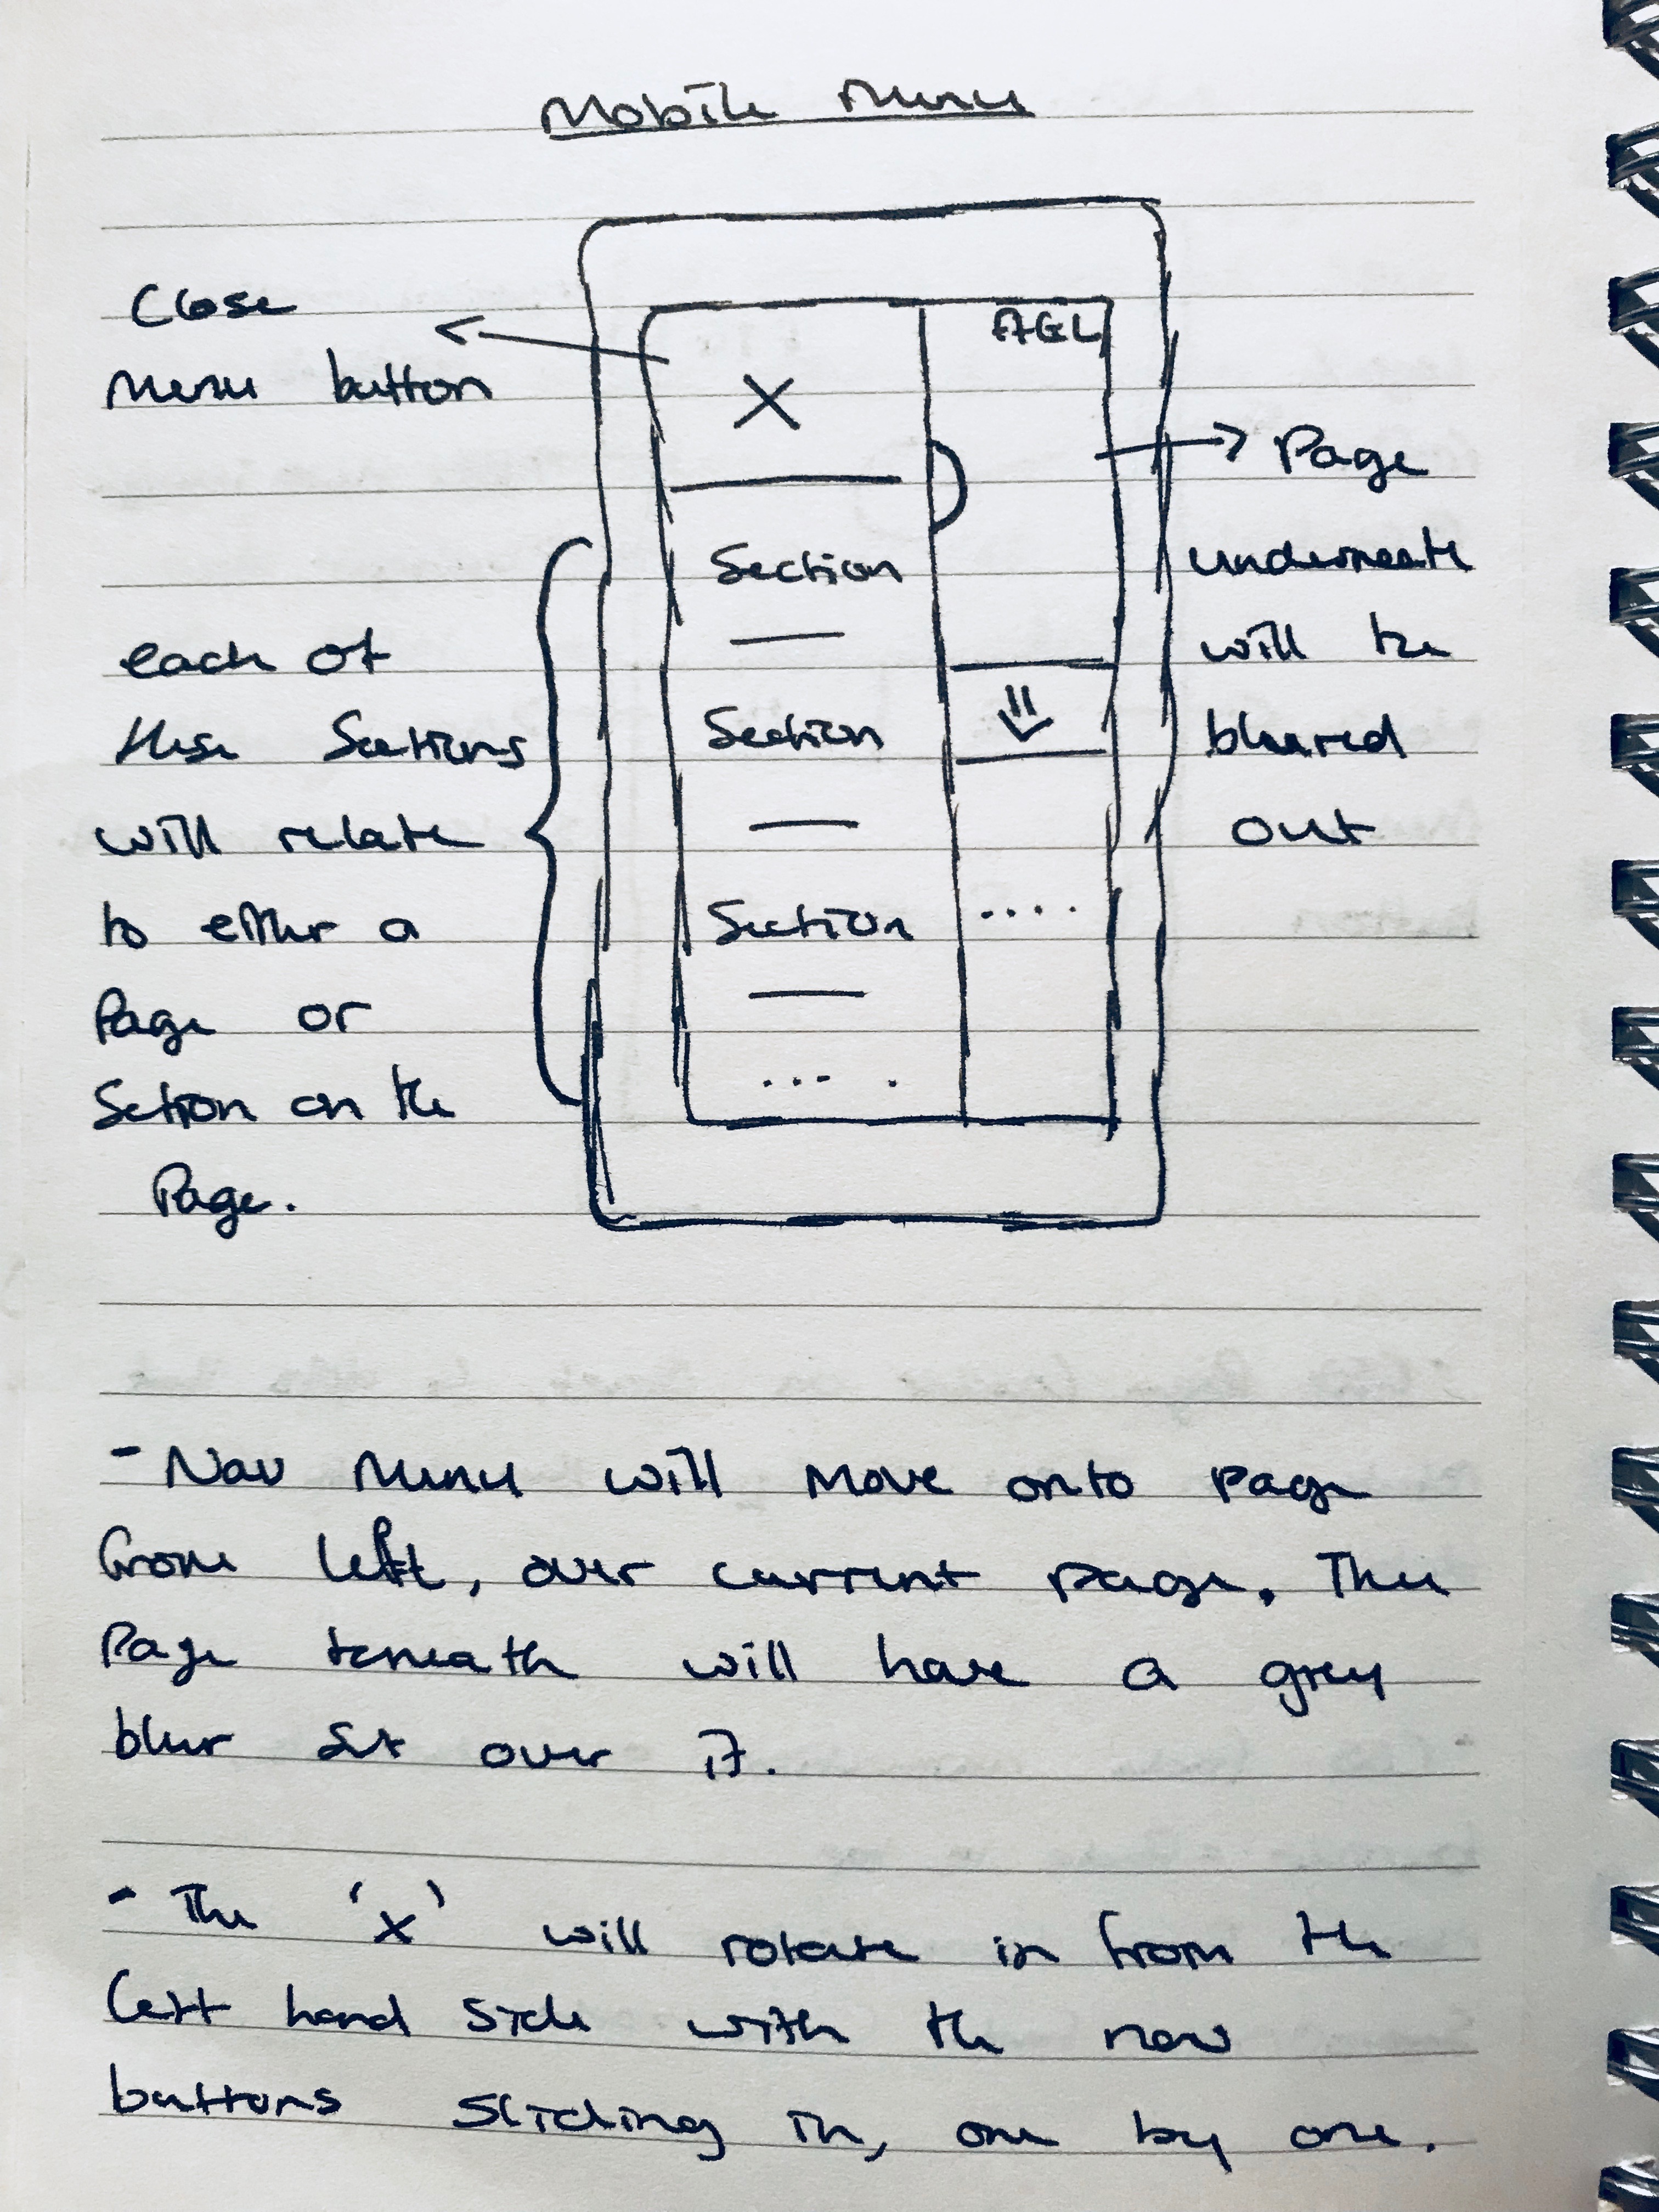 Mobile Menu
Close
menu button
AGL
X
Page
underneath
will be
blurred
out
Section
Section
Section
....
.... 
each of
these Sections
will relate
to either a
Page or
Section on the
Page.
- Nav Menu will move onto page
from left, over current page. The
Page beneath will have a grey
blur set over it.
- The 'x' will rotate in from the
left hand side with the nav
buttons sliding in, one by one.